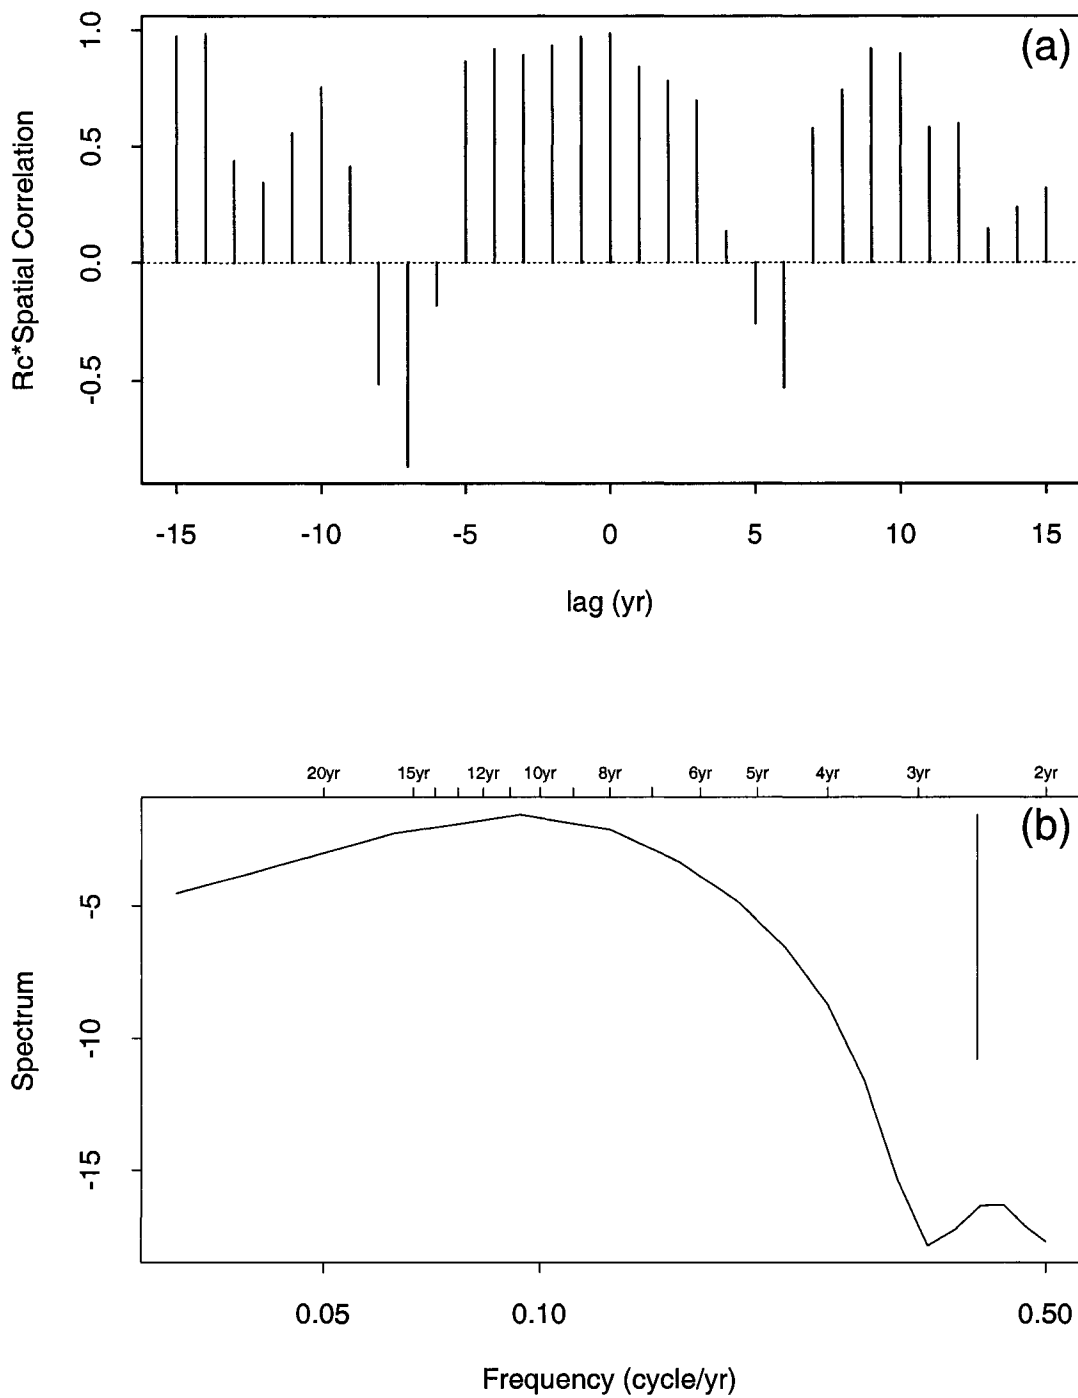 (a)
Rc*Spatial Correlation
1.0
0.5
0.0
-0.5
-15 -10 -5 0 5 10 15
lag (yr)
20yr 15yr 12yr 10yr 8yr 6yr 5yr 4yr 3yr 2yr
(b)
Spectrum
-5
-10
-15
0.05 0.10 0.50
Frequency (cycle/yr)